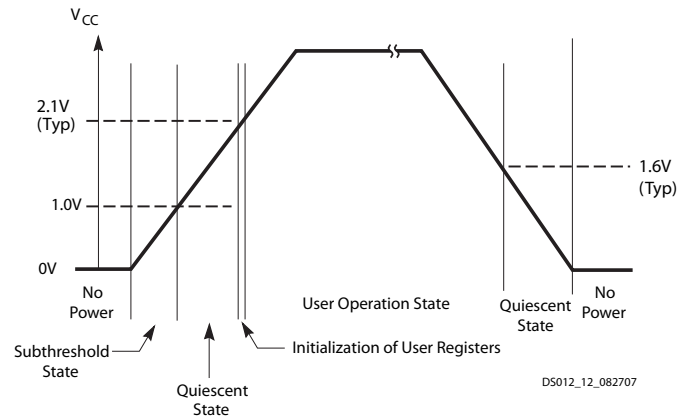 V CC
2.1V
(Typ)
1.0V
0V
1.6V
(Typ)
No
Power
User Operation State
Quiescent
State
No
Power
Subthreshold
State
Initialization of User Registers
Quiescent
State
DS012_12_082707